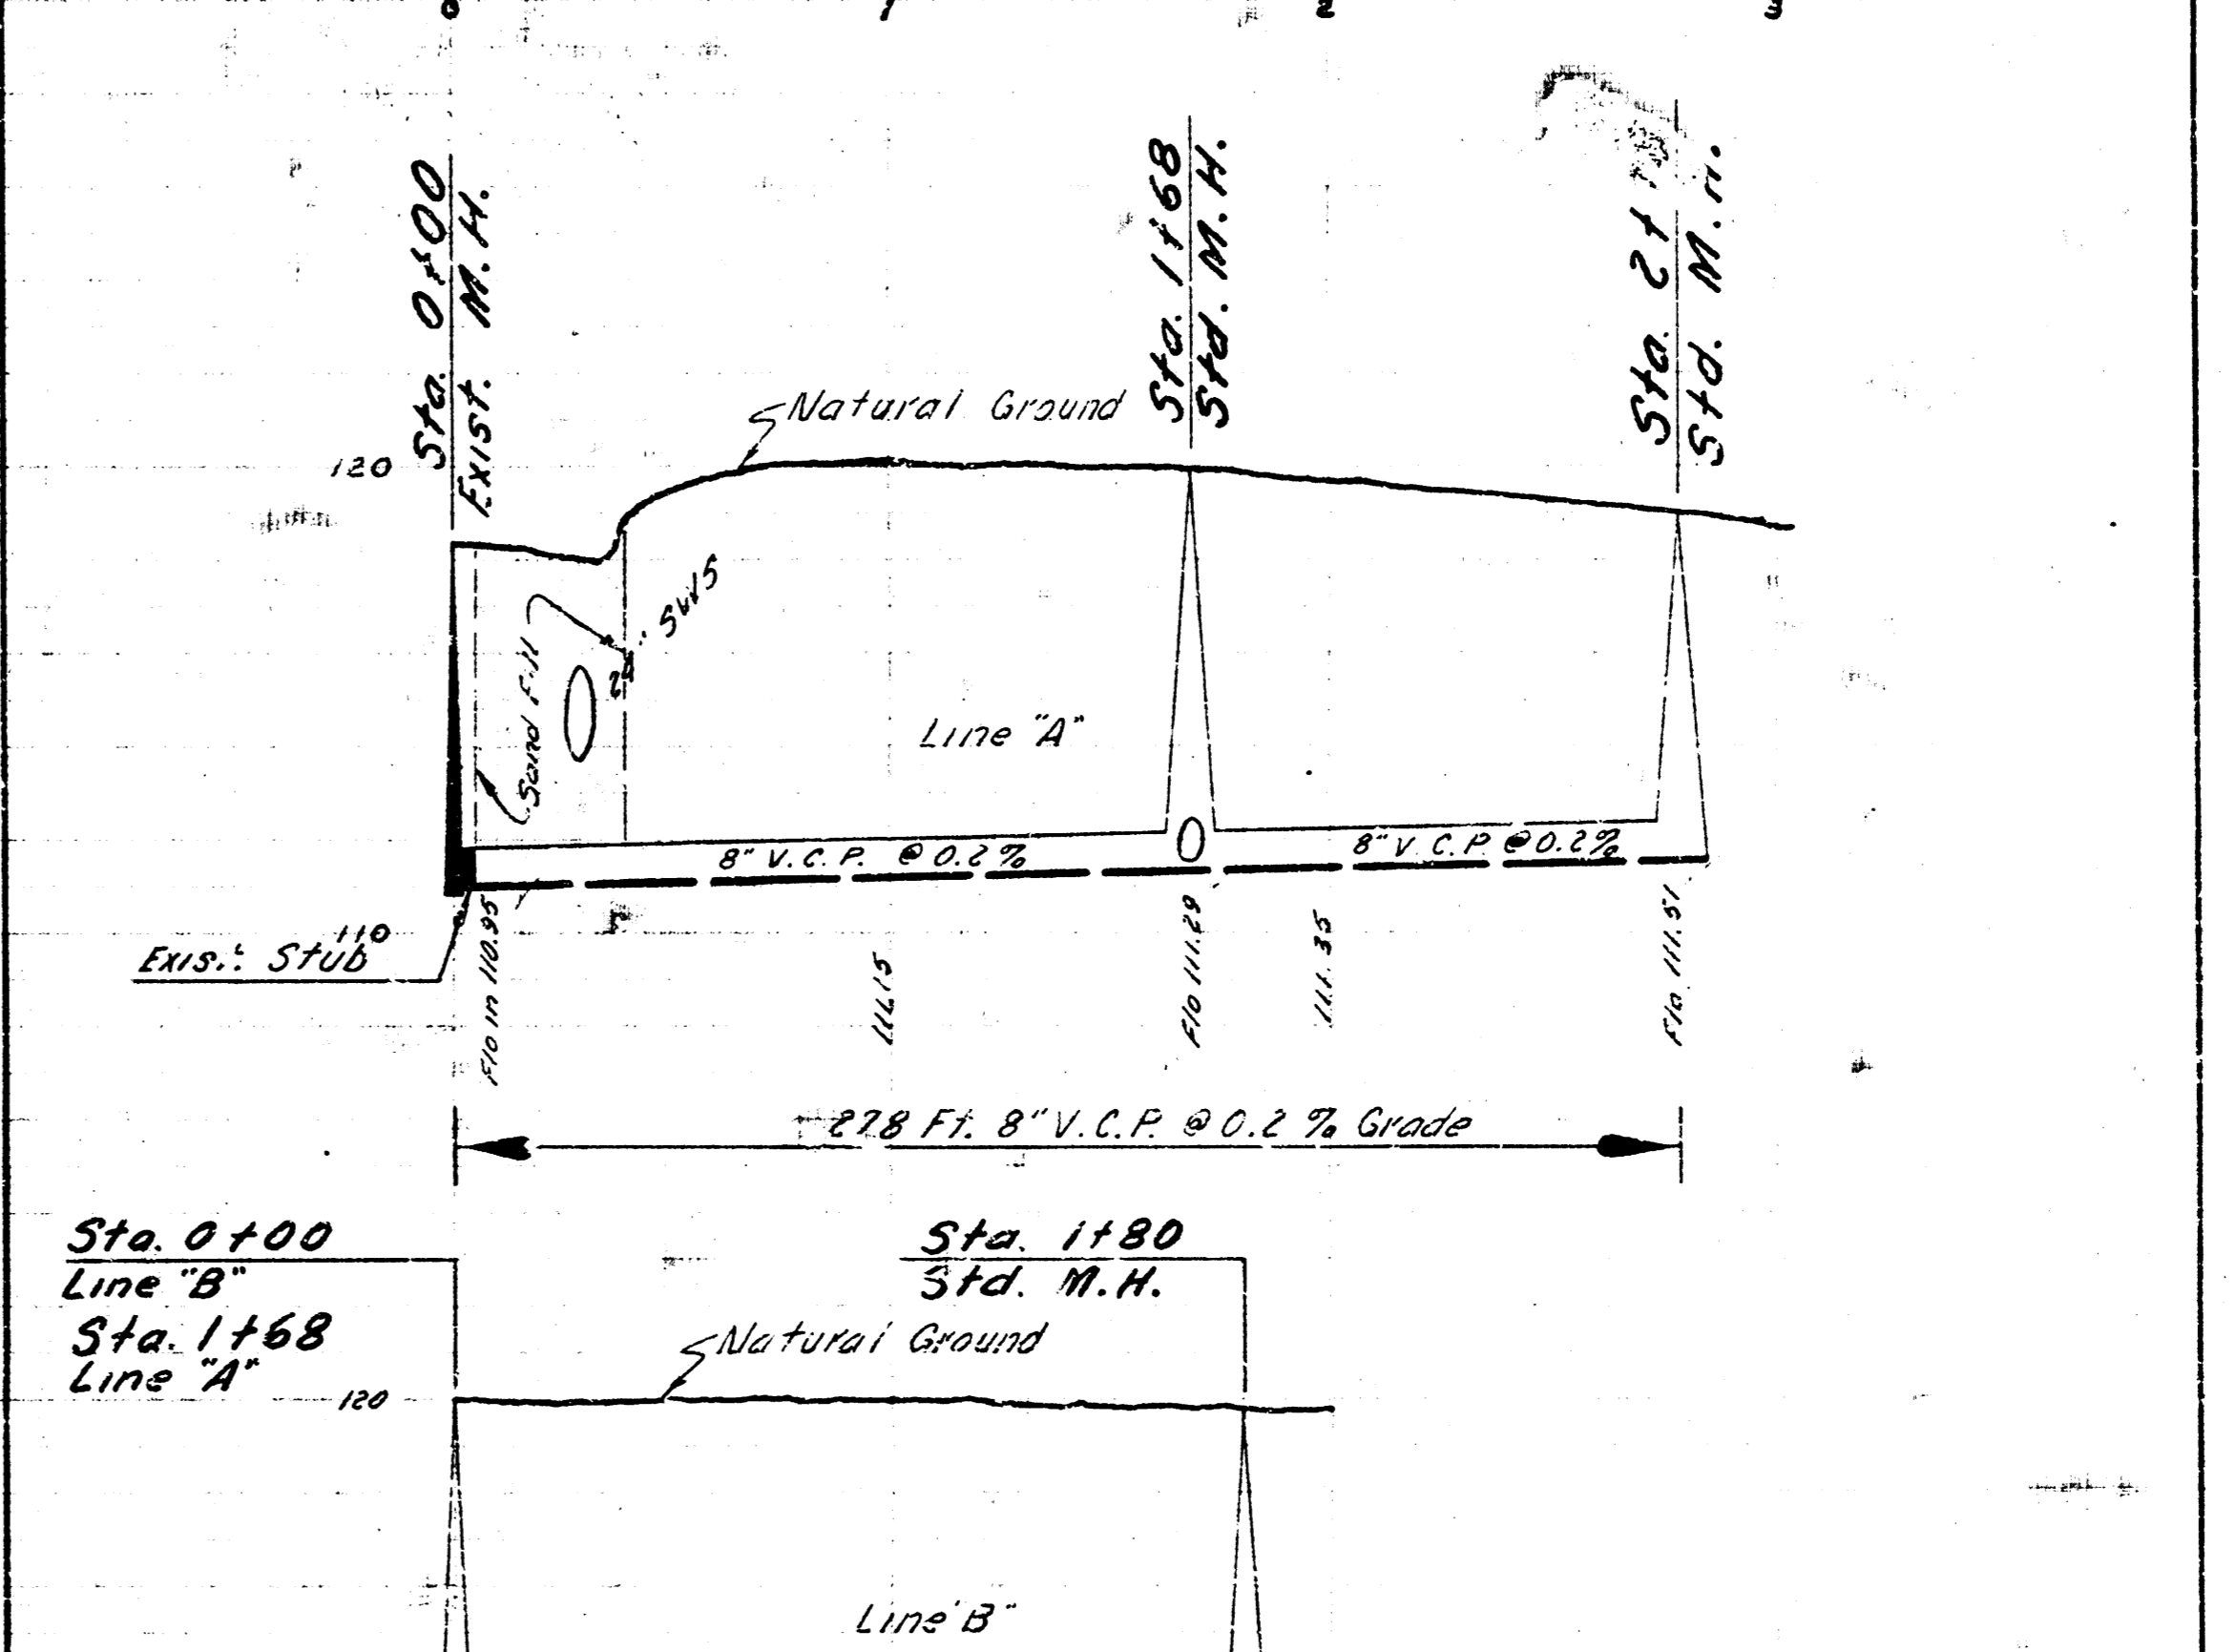 0 1 2 3
Sta. 0+00
Exist. M.H.
Sta. 1+68
Std. M.H.
Sta. 2+
Std. M.H.
Natural Ground
120
Sand Fill
SWS
Line "A"
8" V.C.P. @ 0.2%
8" V.C.P. @ 0.2%
110
Exist. Stub
Flo in 110.95
111.15
Flo 111.29
111.35
Flo. 111.51
278 Ft. 8" V.C.P. @ 0.2 % Grade
Sta. 0+00
Line "B"
Sta. 1+68
Line "A"
Sta. 1+80
Std. M.H.
Natural Ground
120
Line "B"